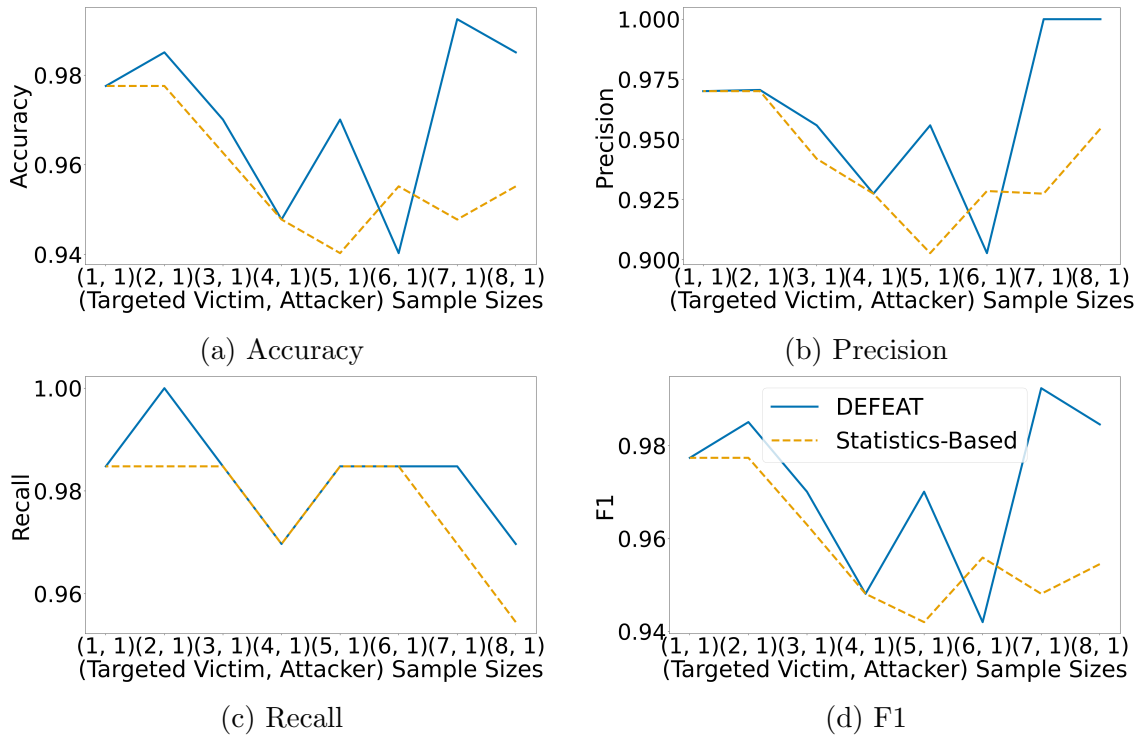 Accuracy
0.98
0.96
0.94
(1, 1)(2, 1)(3, 1)(4, 1)(5, 1)(6, 1)(7, 1)(8, 1)
(Targeted Victim, Attacker) Sample Sizes
(a) Accuracy
Precision
1.000
0.975
0.950
0.925
0.900
(1, 1)(2, 1)(3, 1)(4, 1)(5, 1)(6, 1)(7, 1)(8, 1)
(Targeted Victim, Attacker) Sample Sizes
(b) Precision
Recall
1.00
0.98
0.96
(1, 1)(2, 1)(3, 1)(4, 1)(5, 1)(6, 1)(7, 1)(8, 1)
(Targeted Victim, Attacker) Sample Sizes
(c) Recall
F1
0.98
0.96
0.94
DEFEAT
Statistics-Based
(1, 1)(2, 1)(3, 1)(4, 1)(5, 1)(6, 1)(7, 1)(8, 1)
(Targeted Victim, Attacker) Sample Sizes
(d) F1